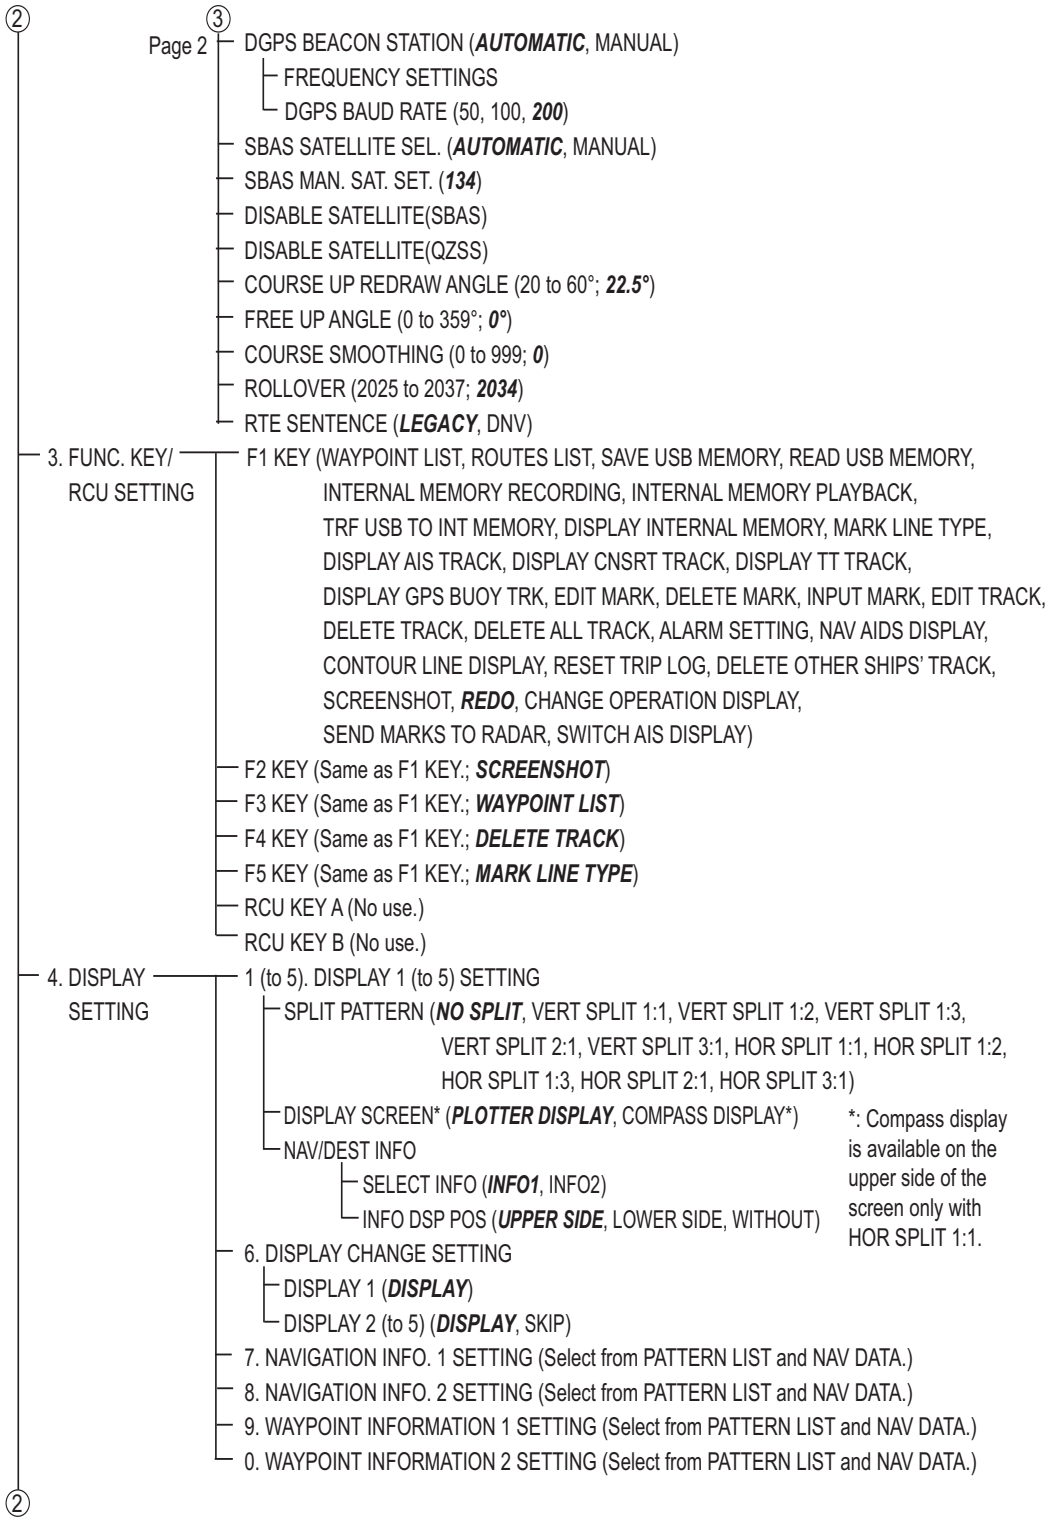 ② ③
Page 2 DGPS BEACON STATION (AUTOMATIC, MANUAL)
FREQUENCY SETTINGS
DGPS BAUD RATE (50, 100, 200)
SBAS SATELLITE SEL. (AUTOMATIC, MANUAL)
SBAS MAN. SAT. SET. (134)
DISABLE SATELLITE(SBAS)
DISABLE SATELLITE(QZSS)
COURSE UP REDRAW ANGLE (20 to 60°; 22.5°)
FREE UP ANGLE (0 to 359°; 0°)
COURSE SMOOTHING (0 to 999; 0)
ROLLOVER (2025 to 2037; 2034)
RTE SENTENCE (LEGACY, DNV)
3. FUNC. KEY/ F1 KEY (WAYPOINT LIST, ROUTES LIST, SAVE USB MEMORY, READ USB MEMORY,
RCU SETTING INTERNAL MEMORY RECORDING, INTERNAL MEMORY PLAYBACK,
TRF USB TO INT MEMORY, DISPLAY INTERNAL MEMORY, MARK LINE TYPE,
DISPLAY AIS TRACK, DISPLAY CNSRT TRACK, DISPLAY TT TRACK,
DISPLAY GPS BUOY TRK, EDIT MARK, DELETE MARK, INPUT MARK, EDIT TRACK,
DELETE TRACK, DELETE ALL TRACK, ALARM SETTING, NAV AIDS DISPLAY,
CONTOUR LINE DISPLAY, RESET TRIP LOG, DELETE OTHER SHIPS' TRACK,
SCREENSHOT, REDO, CHANGE OPERATION DISPLAY,
SEND MARKS TO RADAR, SWITCH AIS DISPLAY)
F2 KEY (Same as F1 KEY.; SCREENSHOT)
F3 KEY (Same as F1 KEY.; WAYPOINT LIST)
F4 KEY (Same as F1 KEY.; DELETE TRACK)
F5 KEY (Same as F1 KEY.; MARK LINE TYPE)
RCU KEY A (No use.)
RCU KEY B (No use.)
4. DISPLAY 1 (to 5). DISPLAY 1 (to 5) SETTING
SETTING SPLIT PATTERN (NO SPLIT, VERT SPLIT 1:1, VERT SPLIT 1:2, VERT SPLIT 1:3,
VERT SPLIT 2:1, VERT SPLIT 3:1, HOR SPLIT 1:1, HOR SPLIT 1:2,
HOR SPLIT 1:3, HOR SPLIT 2:1, HOR SPLIT 3:1)
DISPLAY SCREEN* (PLOTTER DISPLAY, COMPASS DISPLAY*)
NAV/DEST INFO
SELECT INFO (INFO1, INFO2)
INFO DSP POS (UPPER SIDE, LOWER SIDE, WITHOUT)
*: Compass display
is available on the
upper side of the
screen only with
HOR SPLIT 1:1.
6. DISPLAY CHANGE SETTING
DISPLAY 1 (DISPLAY)
DISPLAY 2 (to 5) (DISPLAY, SKIP)
7. NAVIGATION INFO. 1 SETTING (Select from PATTERN LIST and NAV DATA.)
8. NAVIGATION INFO. 2 SETTING (Select from PATTERN LIST and NAV DATA.)
9. WAYPOINT INFORMATION 1 SETTING (Select from PATTERN LIST and NAV DATA.)
0. WAYPOINT INFORMATION 2 SETTING (Select from PATTERN LIST and NAV DATA.)
②